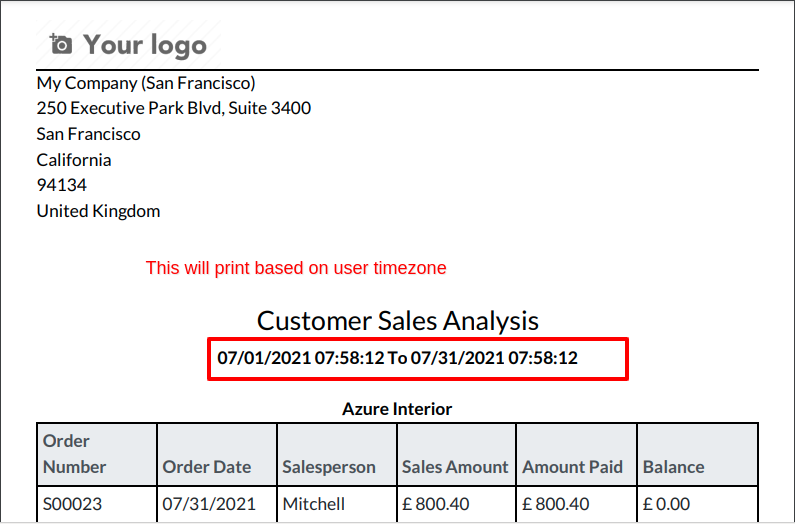 Your logo
My Company (San Francisco)
250 Executive Park Blvd, Suite 3400
San Francisco
California
94134
United Kingdom
This will print based on user timezone
Customer Sales Analysis
07/01/2021 07:58:12 To 07/31/2021 07:58:12
Azure Interior
Order Number Order Date Salesperson Sales Amount Amount Paid Balance
S00023 07/31/2021 Mitchell £ 800.40 £ 800.40 £ 0.00